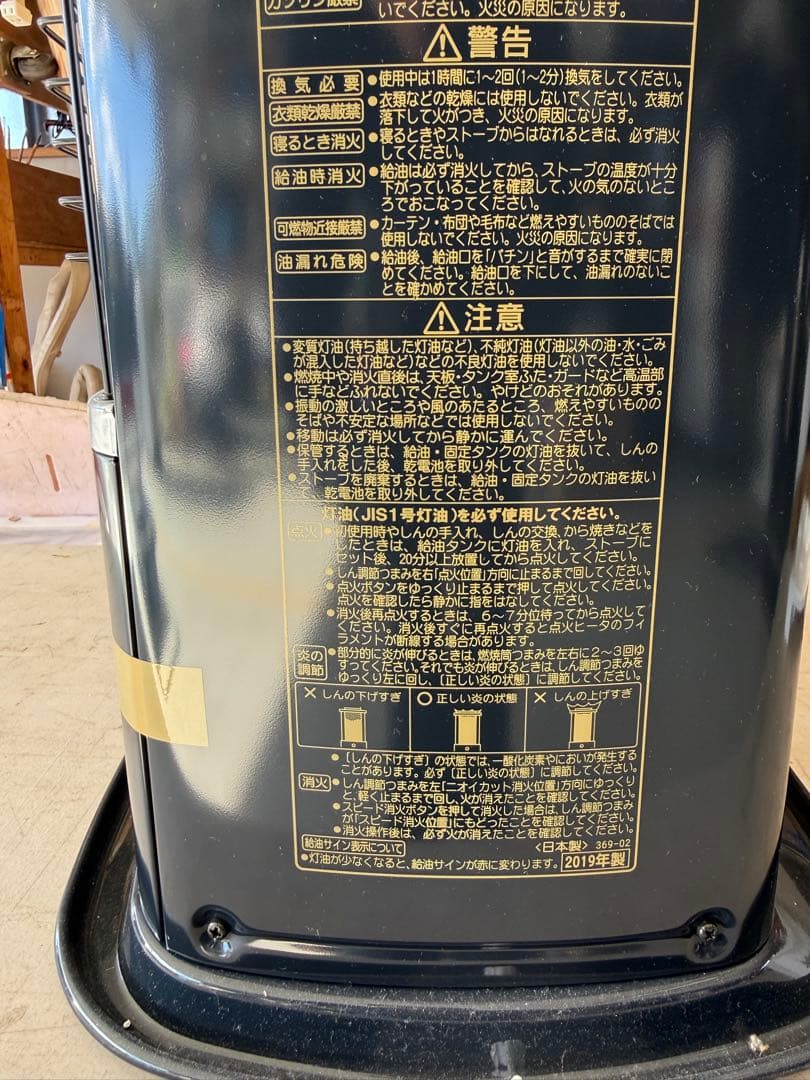 ガソリン厳禁
いでください。火災の原因になります。
⚠警告
換気必要 ●使用中は1時間に1～2回(1～2分)換気をしてください。
衣類乾燥厳禁 ●衣類などの乾燥には使用しないでください。衣類が
落下して火がつき、火災の原因になります。
寝るとき消火 ●寝るときやストーブからはなれるときは、必ず消火
してください。
給油時消火 ●給油は必ず消火してから、ストーブの温度が十分
下がっていることを確認して、火の気のないとこ
ろでおこなってください。
可燃物近接厳禁 ●カーテン・布団や毛布など燃えやすいもののそばでは
使用しないでください。火災の原因になります。
油漏れ危険 ●給油後、給油口を「パチン」と音がするまで確実に閉
めてください。給油口を下にして、油漏れのないこ
とを確かめてください。
⚠注意
●変質灯油(持ち越した灯油など)、不純灯油(灯油以外の油・水・ごみ
が混入した灯油など)などの不良灯油を使用しないでください。
●燃焼中や消火直後は、天板・タンク室ふた・ガードなど高温部
に手などふれないでください。やけどのおそれがあります。
●振動の激しいところや風のあたるところ、燃えやすいものの
そばや不安定な場所などでは使用しないでください。
●移動は必ず消火してから静かに運んでください。
●保管するときは、給油・固定タンクの灯油を抜いて、しんの
手入れをした後、乾電池を取り外してください。
●ストーブを廃棄するときは、給油・固定タンクの灯油を抜い
て、乾電池を取り外してください。
灯油(JIS1号灯油)を必ず使用してください。
点火 ●初使用時やしんの手入れ、しんの交換、から焼きなどを
したときは、給油タンクに灯油を入れ、ストーブに
セット後、20分以上放置してから点火してください。
●しん調節つまみを右「点火位置」方向に止まるまで回してください。
●点火ボタンをゆっくり止まるまで押して点火してください。
点火を確認したら静かに指をはなしてください。
●消火後再点火するときは、6～7分位待ってから点火して
ください。消火後すぐに再点火すると点火ヒータのフィ
ラメントが断線する場合があります。
炎の調節 ●部分的に炎が伸びるときは、燃焼筒つまみを左右に2～3回ゆ
すってください。それでも炎が伸びるときは、しん調節つまみを
ゆっくり左に回し、〔正しい炎の状態〕に調節してください。
×しんの下げすぎ ○正しい炎の状態 ×しんの上げすぎ
●〔しんの下げすぎ〕の状態では、一酸化炭素やにおいが発生する
ことがあります。必ず〔正しい炎の状態〕に調節してください。
消火 ●しん調節つまみを左「ニオイカット消火位置」方向にゆっくり
と、軽く止まるまで回し、火が消えたことを確認してください。
●スピード消火ボタンを押して消火した場合は、しん調節つまみ
が「スピード消火位置」にもどったことを確認してください。
●消火操作後は、必ず火が消えたことを確認してください。
給油サイン表示について <日本製> 369-02
●灯油が少なくなると、給油サインが赤に変わります。 2019年製